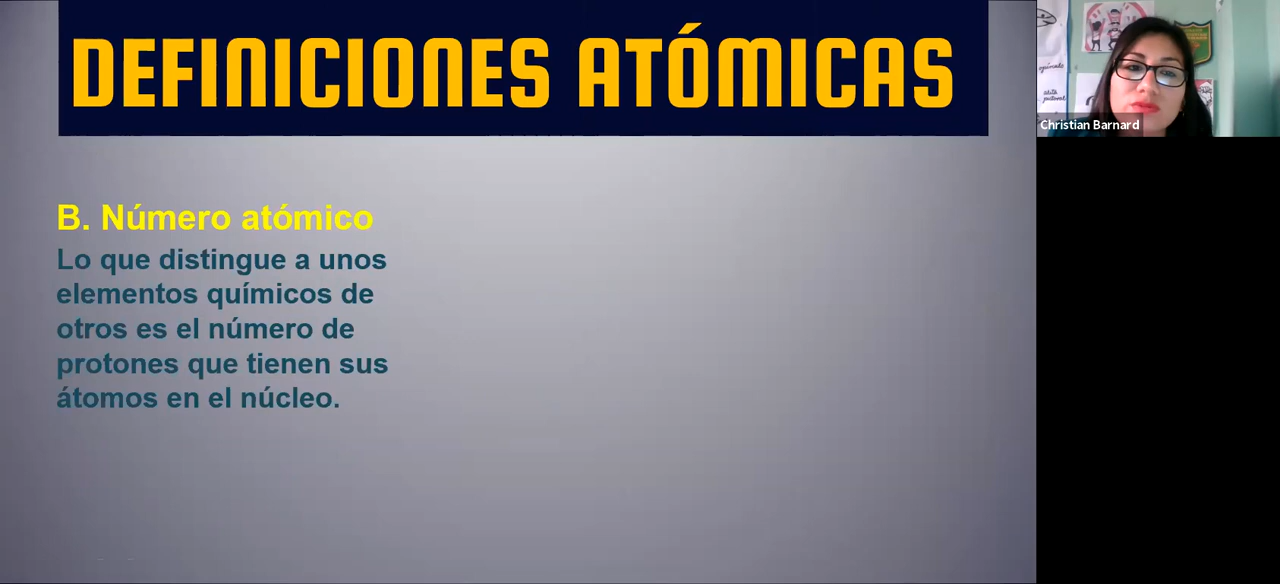 DEFINICIONES ATÓMICAS
B. Número atómico
Lo que distingue a unos
elementos químicos de
otros es el número de
protones que tienen sus
átomos en el núcleo.
Christian Barnard